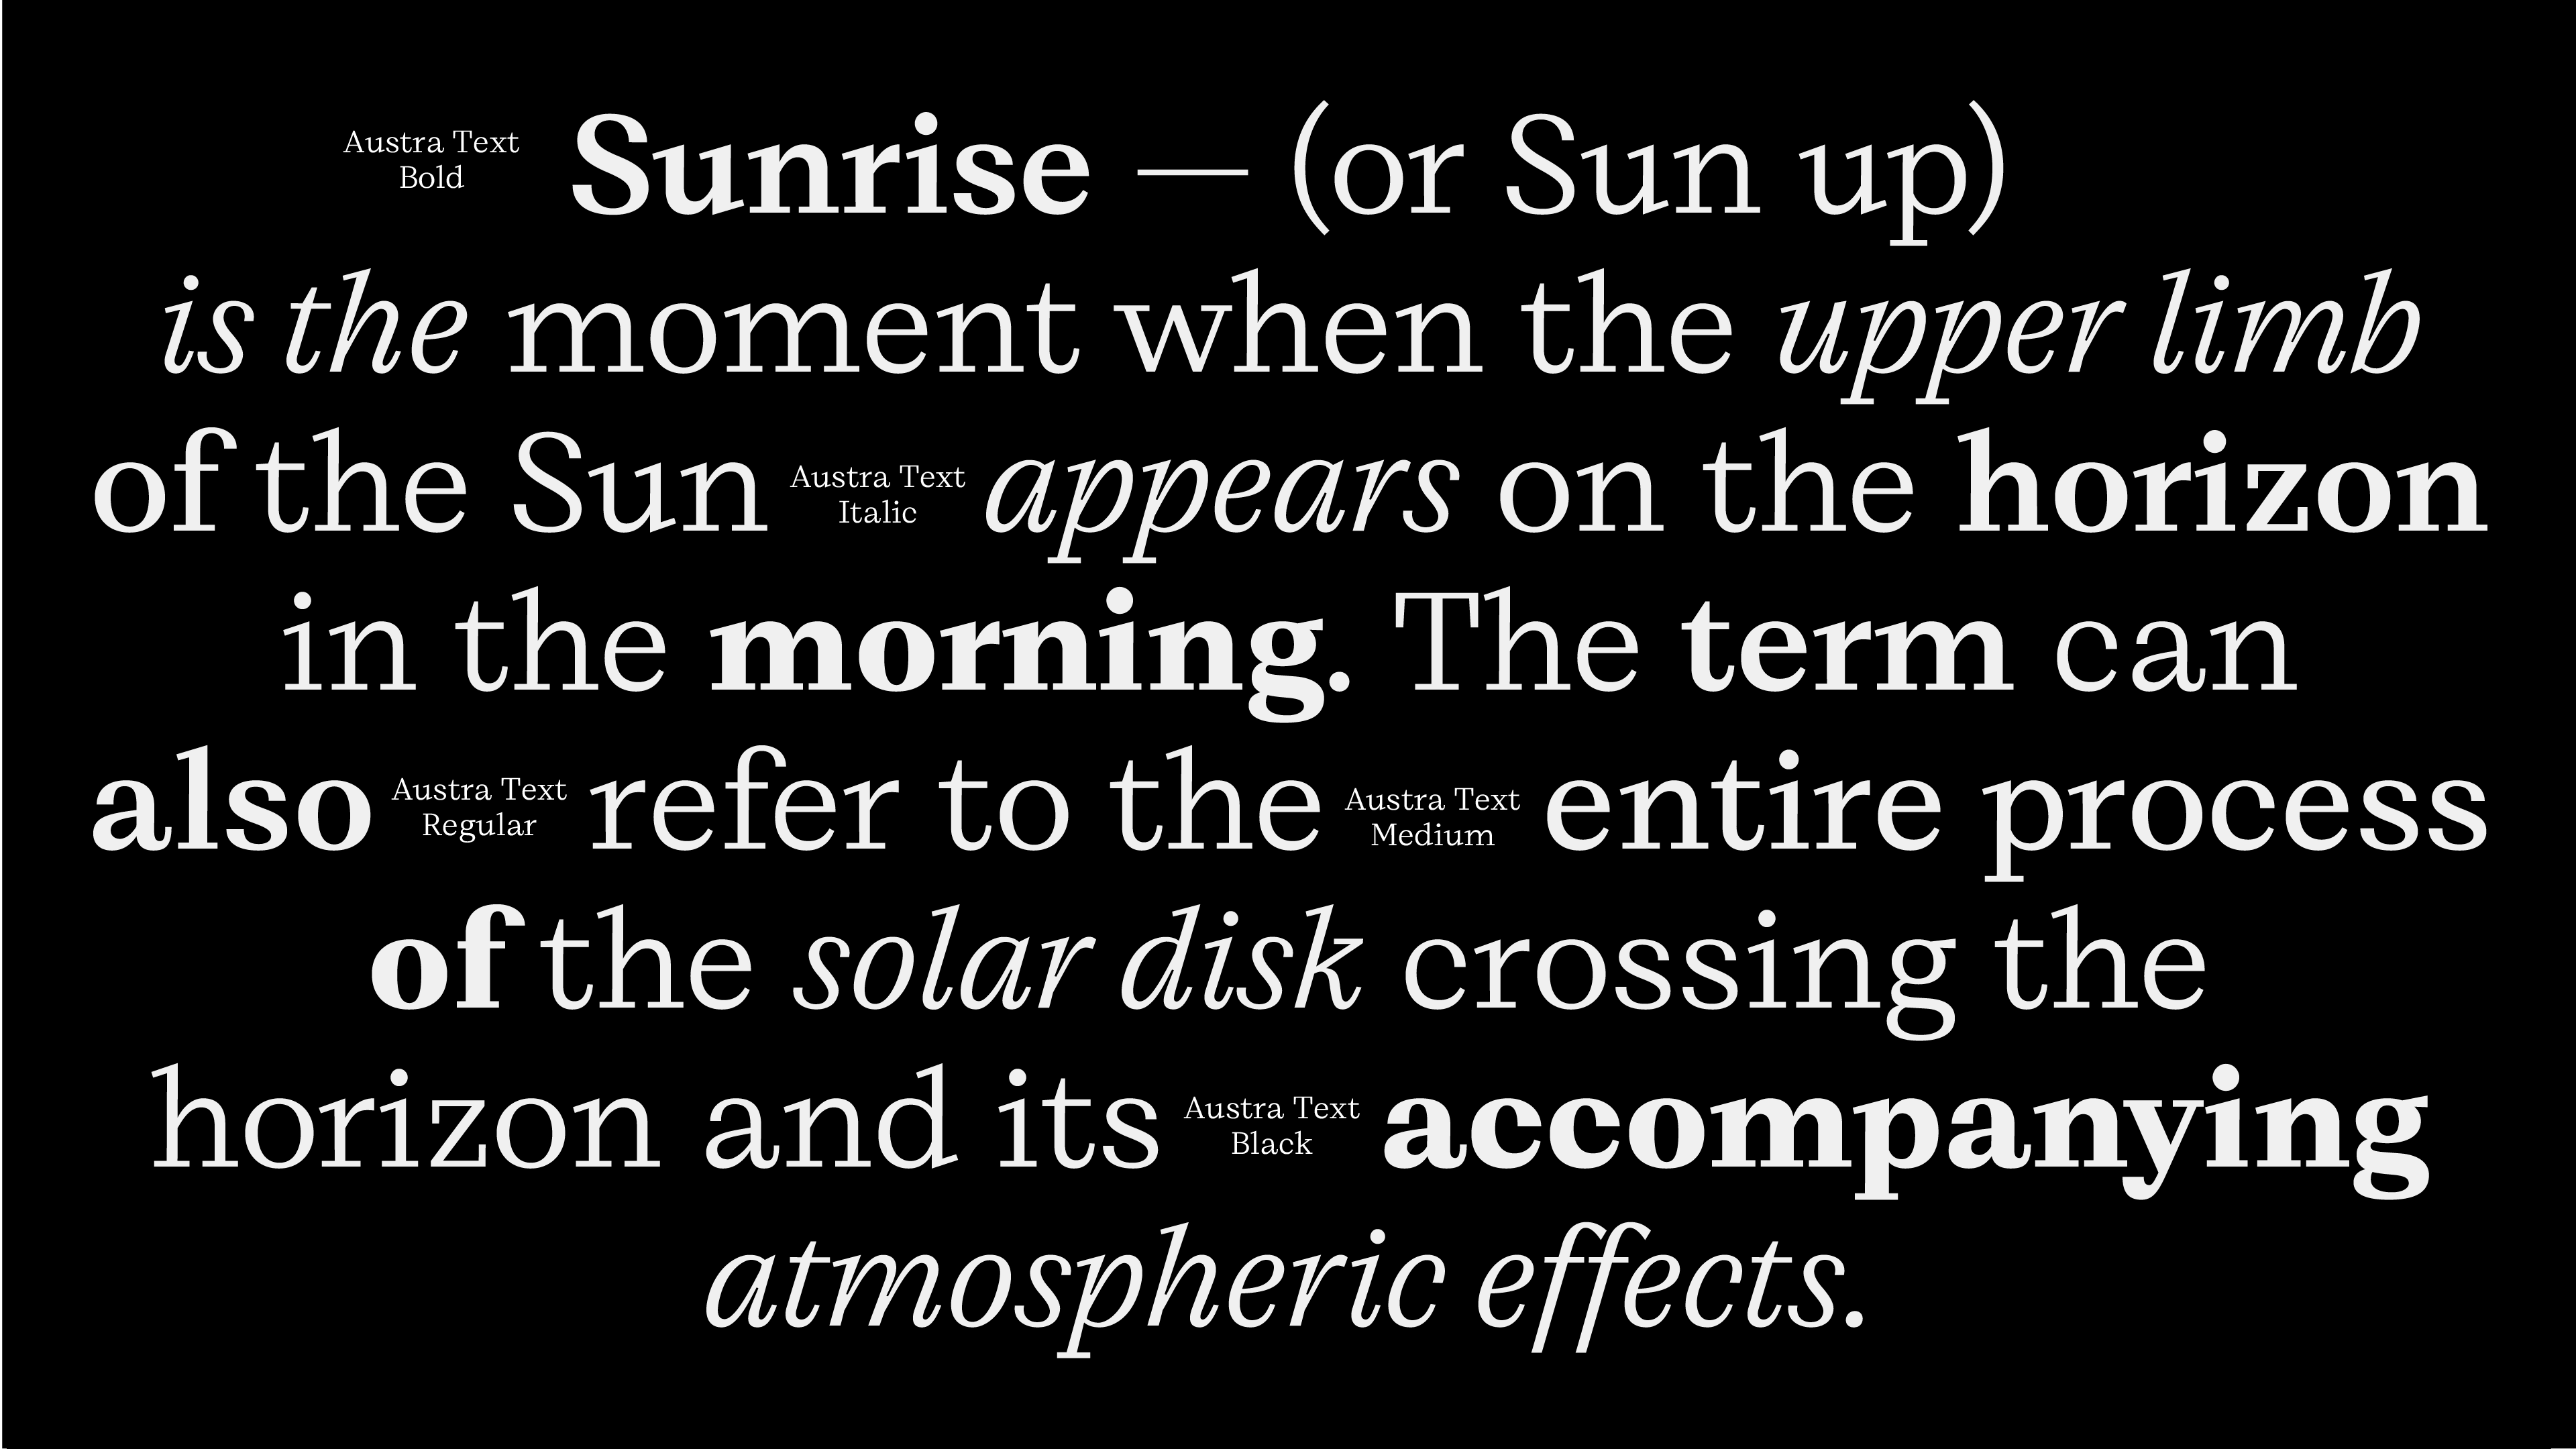 Austra Text
Bold
Sunrise — (or Sun up)
is the moment when the upper limb
of the Sun
Austra Text
Italic
appears on the horizon
in the morning. The term can
also
Austra Text
Regular
refer to the
Austra Text
Medium
entire process
of the solar disk crossing the
horizon and its
Austra Text
Black
accompanying
atmospheric effects.